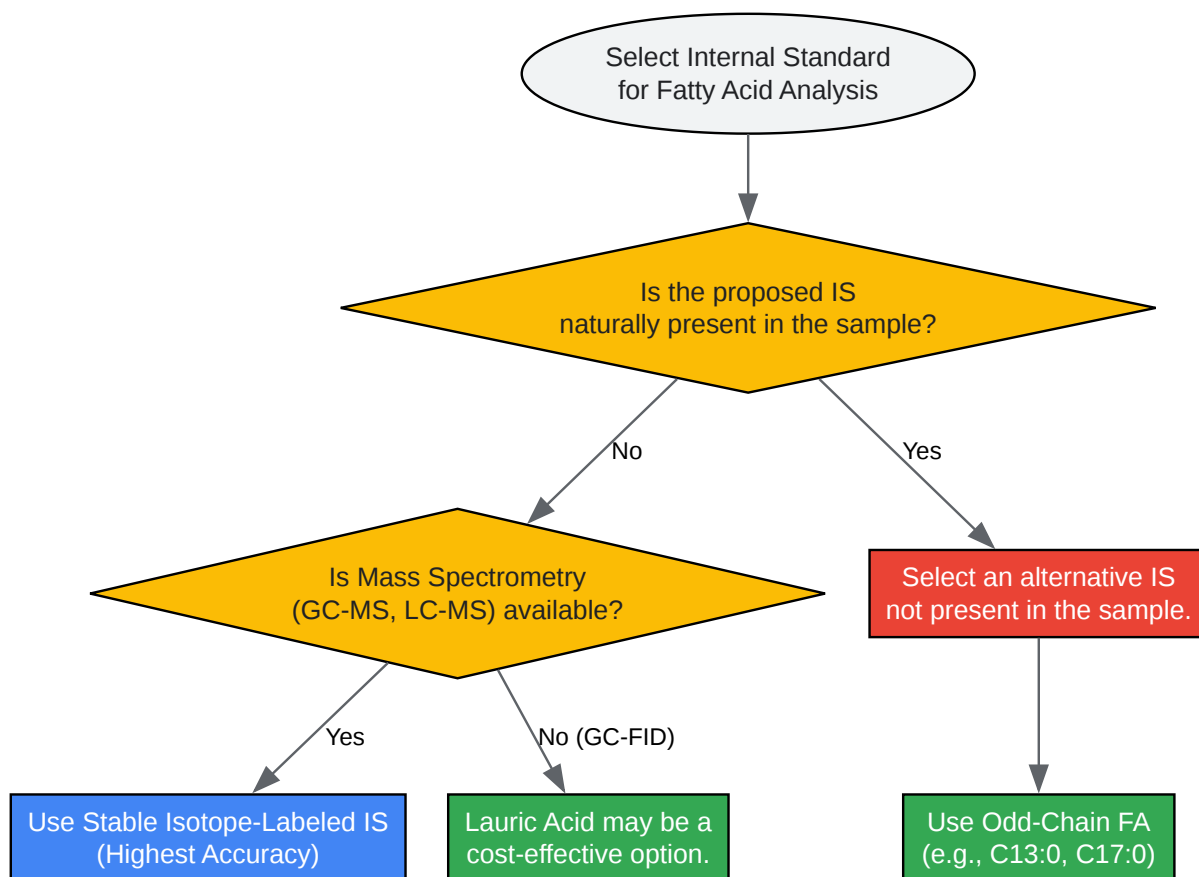 Select Internal Standard
for Fatty Acid Analysis
Is the proposed IS
naturally present in the sample?
No
Yes
Is Mass Spectrometry
(GC-MS, LC-MS) available?
Select an alternative IS
not present in the sample.
Yes
No (GC-FID)
Use Stable Isotope-Labeled IS
(Highest Accuracy)
Lauric Acid may be a
cost-effective option.
Use Odd-Chain FA
(e.g., C13:0, C17:0)